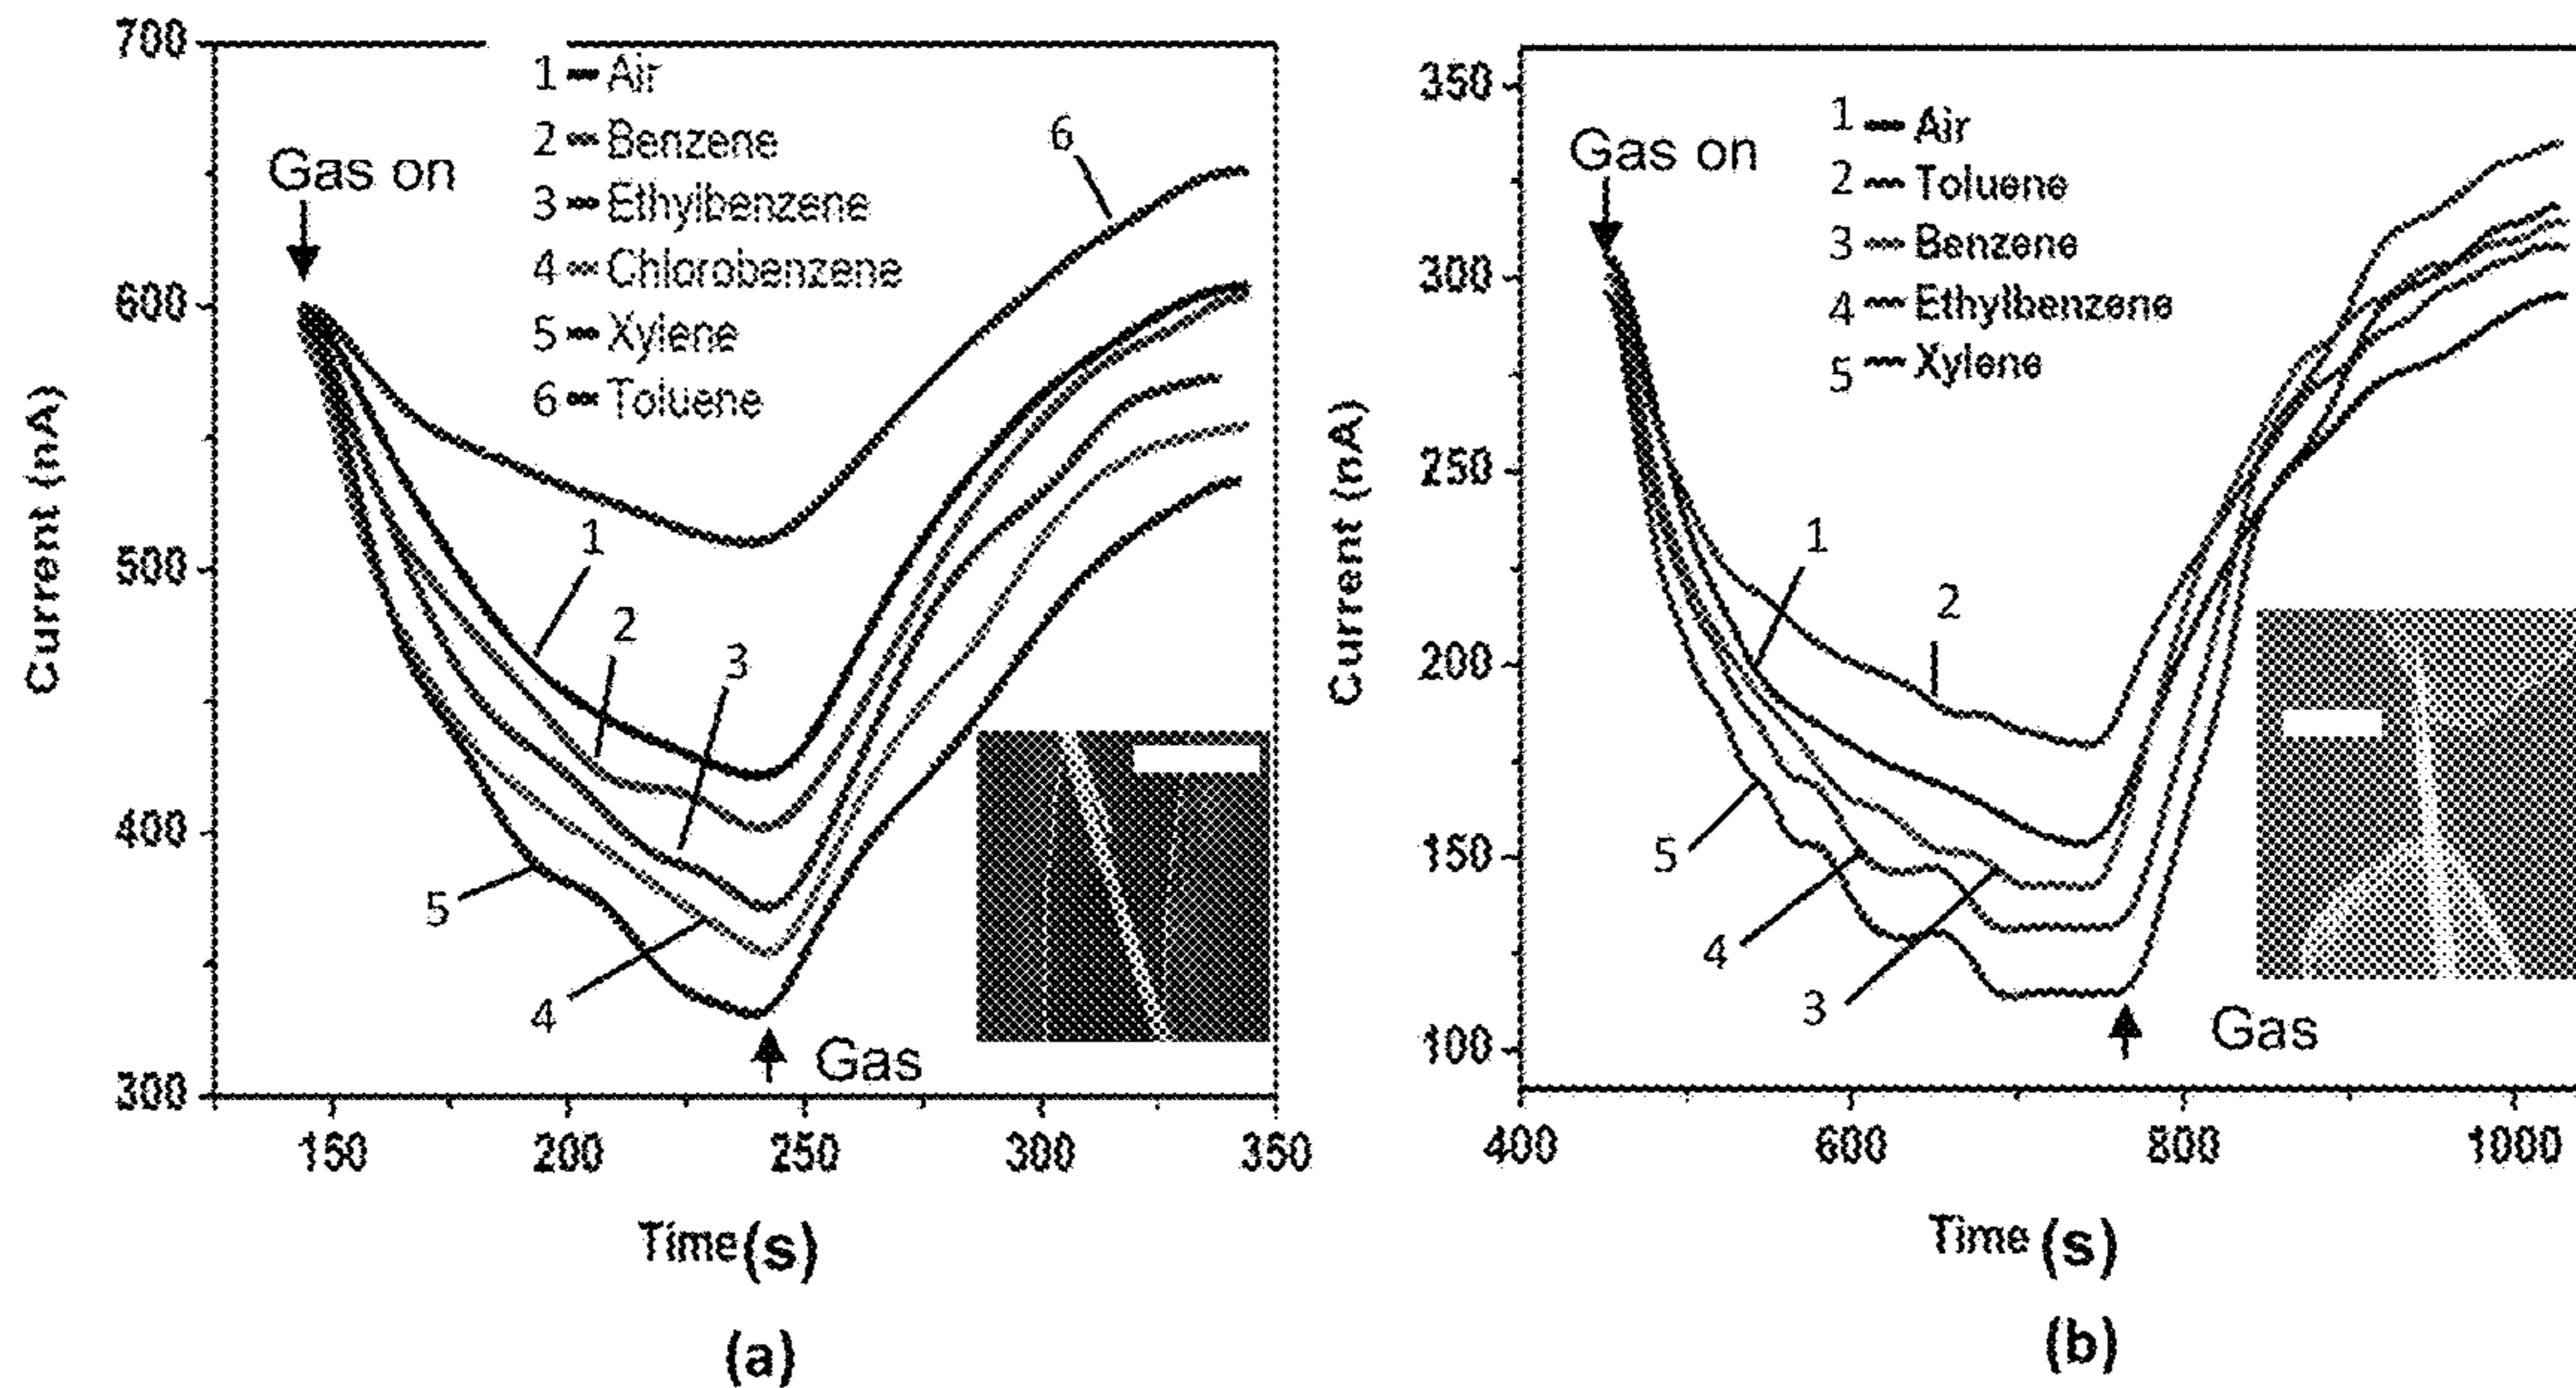 700
600
500
400
300
Current (nA)
Gas on
1 Air
2 Benzene
3 Ethylbenzene
4 Chlorobenzene
5 Xylene
6 Toluene
6
1
2
3
5
4
Gas
150 200 250 300 350
Time (s)
(a)
350
300
250
200
150
100
Current (nA)
Gas on
1 Air
2 Toluene
3 Benzene
4 Ethylbenzene
5 Xylene
1
2
5
4
3
Gas
400 600 800 1000
Time (s)
(b)